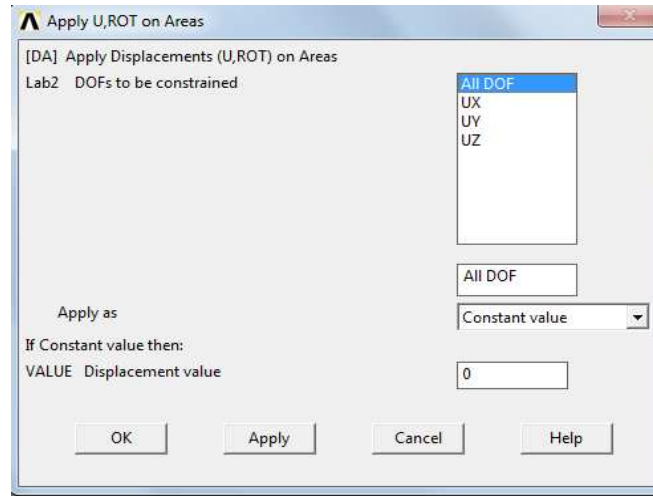 Apply U,ROT on Areas
[DA] Apply Displacements (U,ROT) on Areas
Lab2 DOFs to be constrained
All DOF
UX
UY
UZ
All DOF
Apply as
Constant value
If Constant value then:
VALUE Displacement value
0
OK Apply Cancel Help